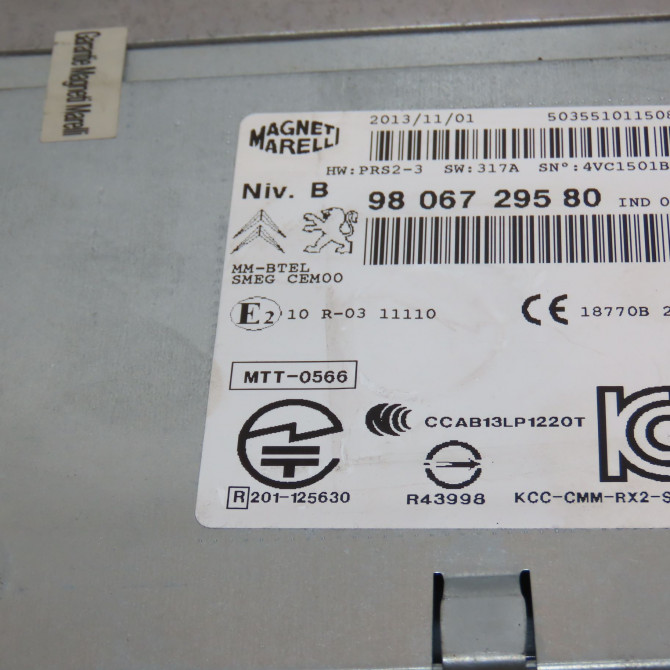 Garantie Magneti Marelli
MAGNETI
MARELLI
2013/11/01 503551011508
HW:PRS2-3 SW:317A SN°:4VC1501B
Niv. B 98 067 295 80 IND 0
MM-BTEL
SMEG CEM00
E2 10 R-03 11110 CE 18770B 2
MTT-0566
CCAB13LP1220T
R 201-125630 R43998 KCC-CMM-RX2-S